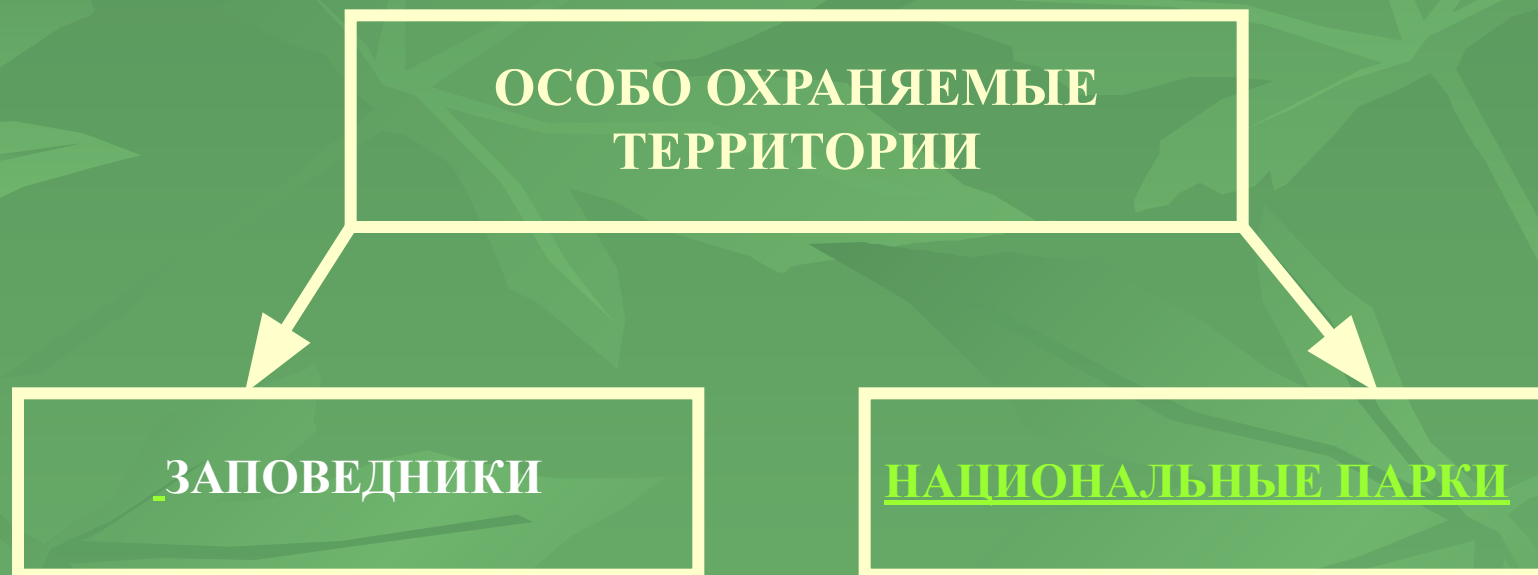 ОСОБО ОХРАНЯЕМЫЕ
ТЕРРИТОРИИ
ЗАПОВЕДНИКИ
НАЦИОНАЛЬНЫЕ ПАРКИ